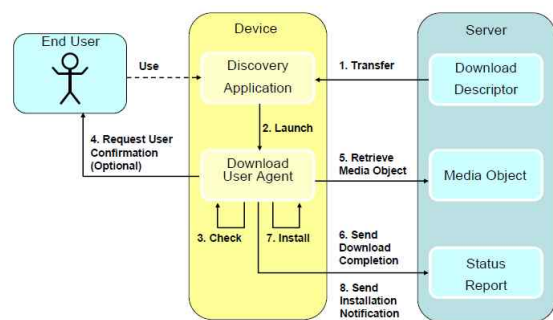 Device
Server
End User
Use
Discovery
Application
1. Transfer
Download
Descriptor
2. Launch
4. Request User
Confirmation
(Optional)
Download
User Agent
5. Retrieve
Media Object
Media Object
3. Check
7. Install
6. Send
Download
Completion
Status
Report
8. Send
Installation
Notification